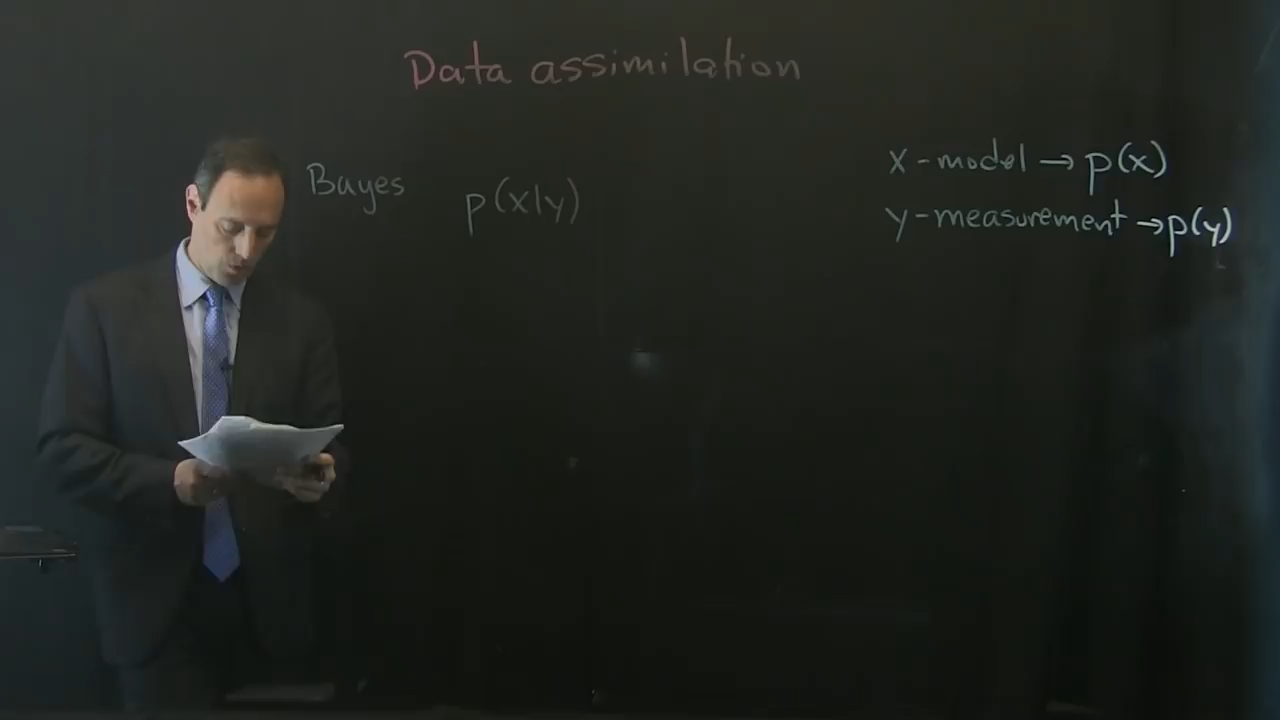 Data assimilation
Bayes p(x|y)
x - model → p(x)
y - measurement → p(y)